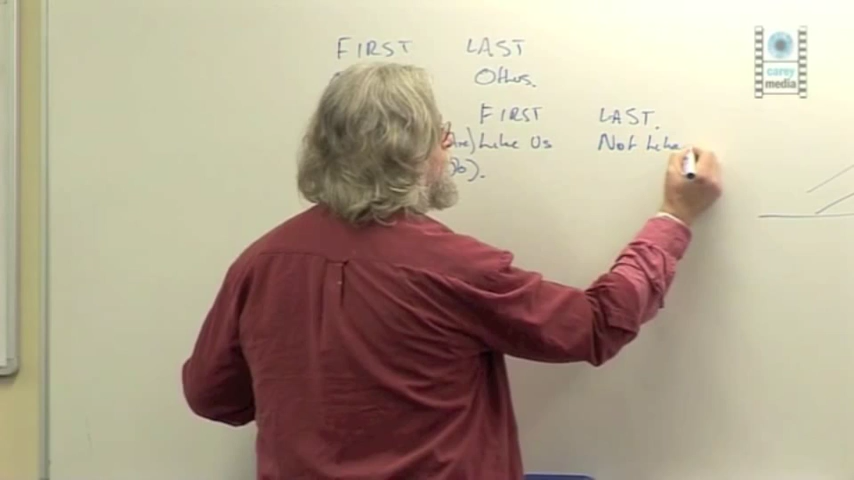 FIRST LAST
Others.
FIRST LAST.
Like Us Not Like
carey
media